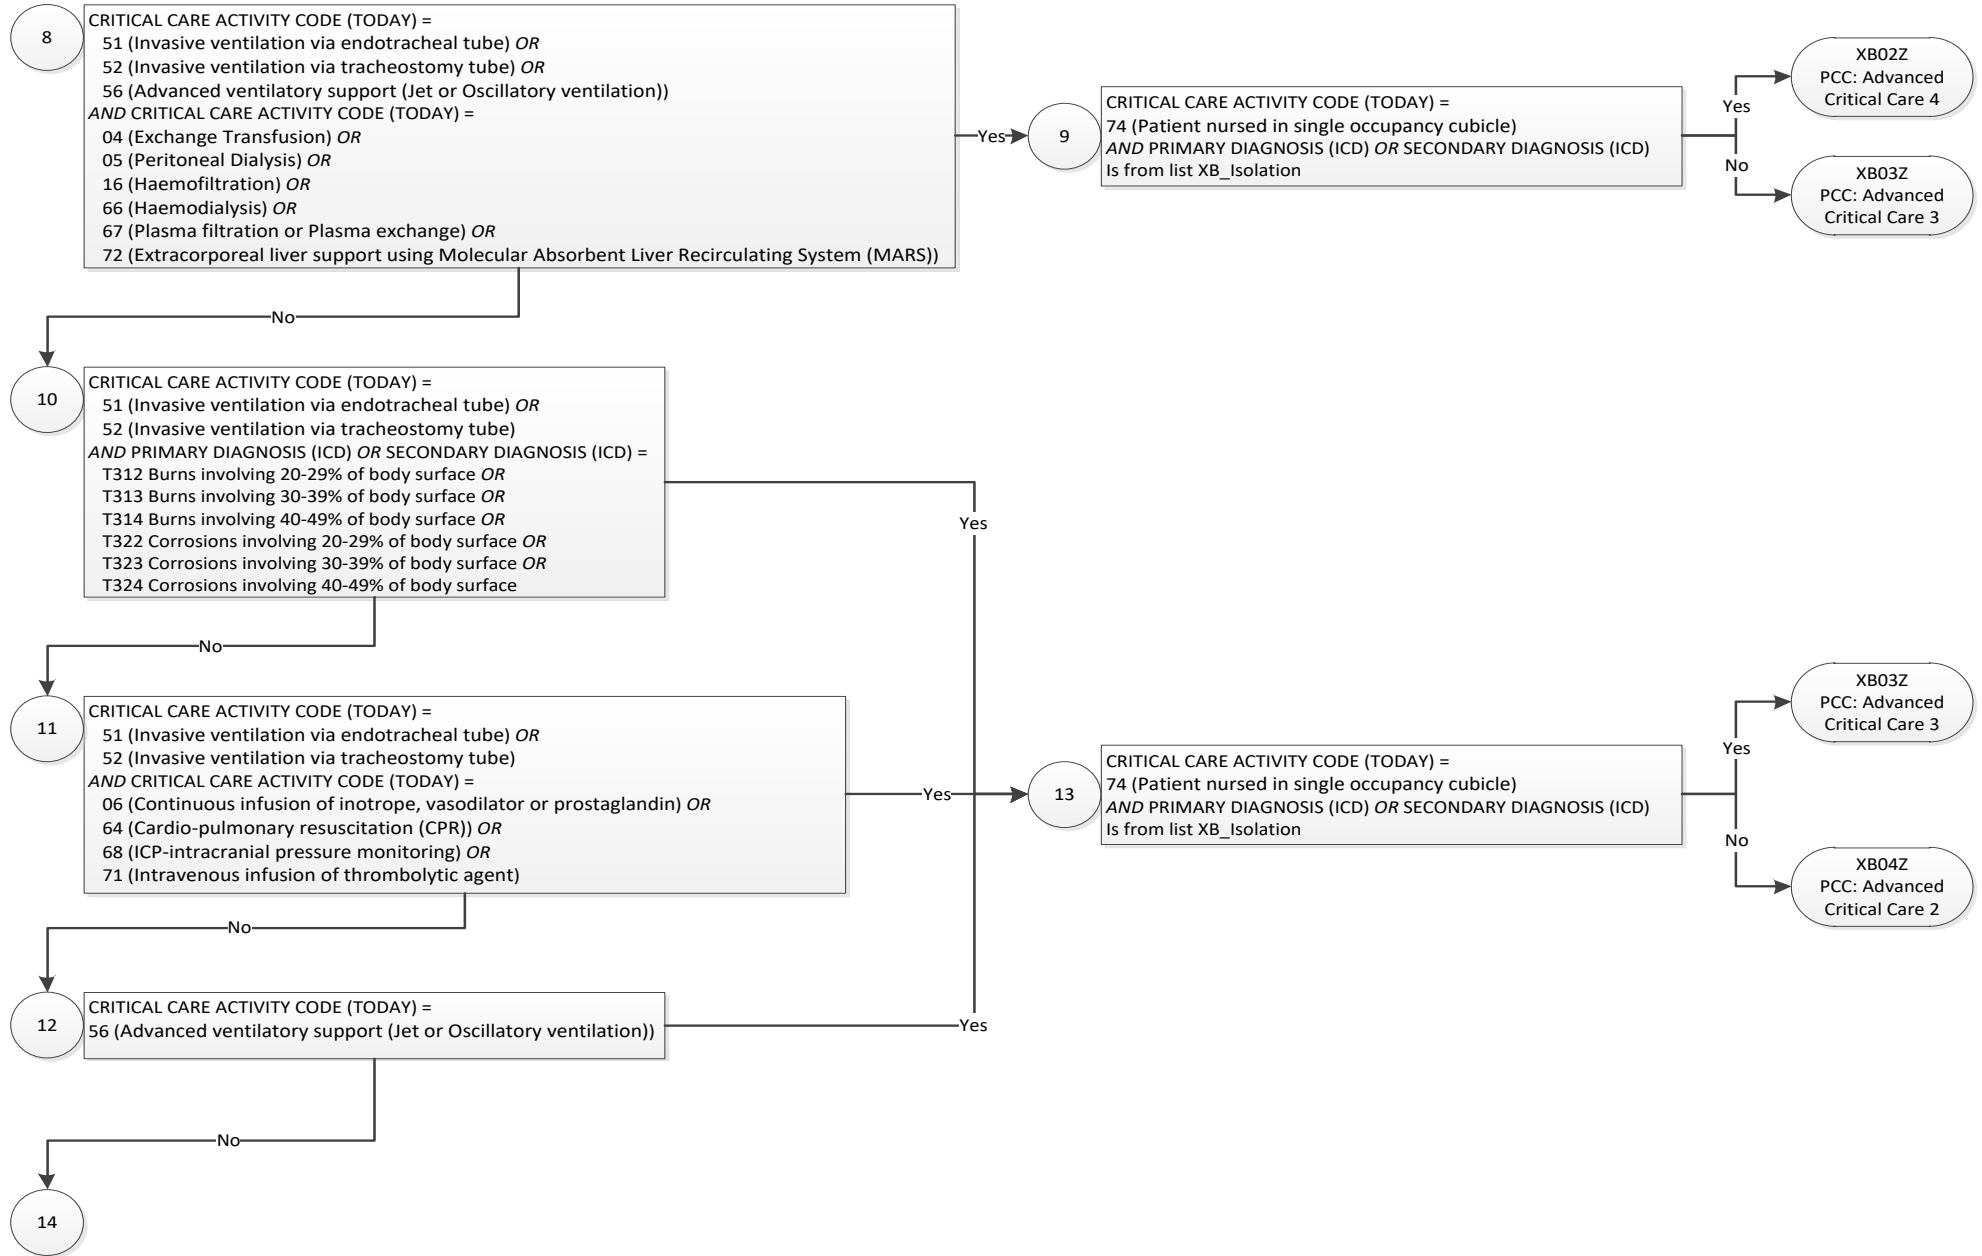 8
CRITICAL CARE ACTIVITY CODE (TODAY) =
51 (Invasive ventilation via endotracheal tube) OR
52 (Invasive ventilation via tracheostomy tube) OR
56 (Advanced ventilatory support (Jet or Oscillatory ventilation))
AND CRITICAL CARE ACTIVITY CODE (TODAY) =
04 (Exchange Transfusion) OR
05 (Peritoneal Dialysis) OR
16 (Haemofiltration) OR
66 (Haemodialysis) OR
67 (Plasma filtration or Plasma exchange) OR
72 (Extracorporeal liver support using Molecular Absorbent Liver Recirculating System (MARS))
Yes
9
CRITICAL CARE ACTIVITY CODE (TODAY) =
74 (Patient nursed in single occupancy cubicle)
AND PRIMARY DIAGNOSIS (ICD) OR SECONDARY DIAGNOSIS (ICD)
Is from list XB_Isolation
Yes
XB02Z
PCC: Advanced
Critical Care 4
No
XB03Z
PCC: Advanced
Critical Care 3
No
10
CRITICAL CARE ACTIVITY CODE (TODAY) =
51 (Invasive ventilation via endotracheal tube) OR
52 (Invasive ventilation via tracheostomy tube)
AND PRIMARY DIAGNOSIS (ICD) OR SECONDARY DIAGNOSIS (ICD) =
T312 Burns involving 20-29% of body surface OR
T313 Burns involving 30-39% of body surface OR
T314 Burns involving 40-49% of body surface OR
T322 Corrosions involving 20-29% of body surface OR
T323 Corrosions involving 30-39% of body surface OR
T324 Corrosions involving 40-49% of body surface
Yes
No
11
CRITICAL CARE ACTIVITY CODE (TODAY) =
51 (Invasive ventilation via endotracheal tube) OR
52 (Invasive ventilation via tracheostomy tube)
AND CRITICAL CARE ACTIVITY CODE (TODAY) =
06 (Continuous infusion of inotrope, vasodilator or prostaglandin) OR
64 (Cardio-pulmonary resuscitation (CPR)) OR
68 (ICP-intracranial pressure monitoring) OR
71 (Intravenous infusion of thrombolytic agent)
Yes
13
CRITICAL CARE ACTIVITY CODE (TODAY) =
74 (Patient nursed in single occupancy cubicle)
AND PRIMARY DIAGNOSIS (ICD) OR SECONDARY DIAGNOSIS (ICD)
Is from list XB_Isolation
Yes
XB03Z
PCC: Advanced
Critical Care 3
No
XB04Z
PCC: Advanced
Critical Care 2
No
12
CRITICAL CARE ACTIVITY CODE (TODAY) =
56 (Advanced ventilatory support (Jet or Oscillatory ventilation))
Yes
No
14